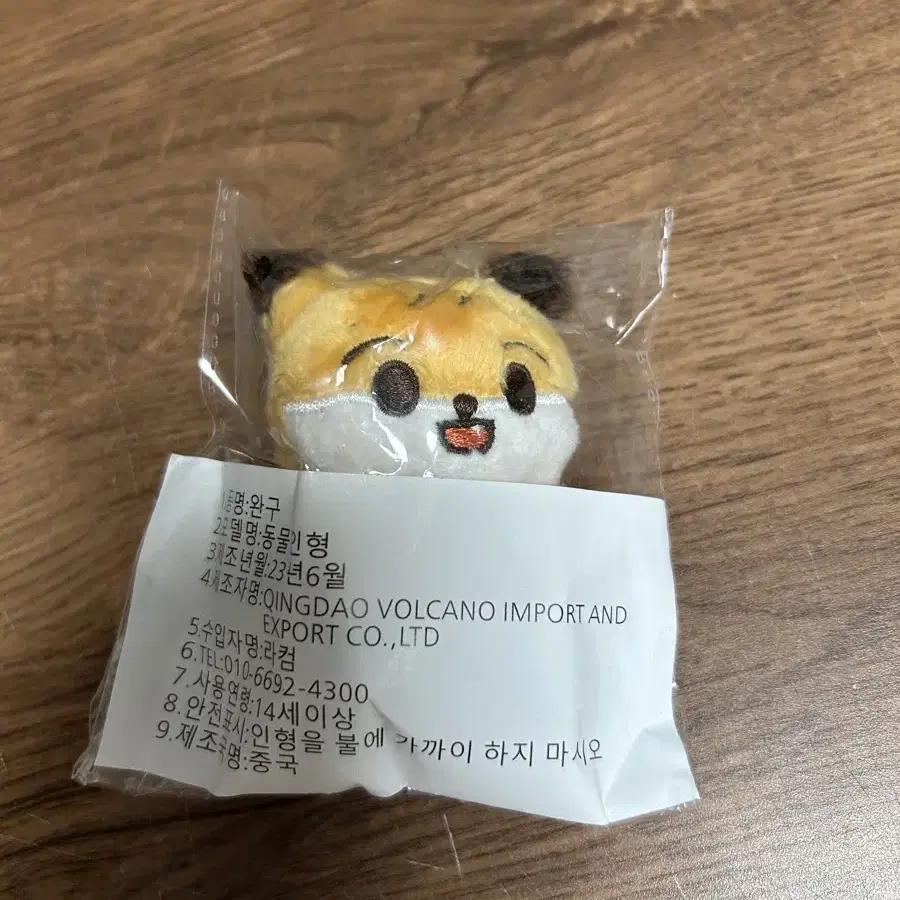 1.품명:완구
2.모델명:동물인형
3.제조년월:23년6월
4.제조자명:QINGDAO VOLCANO IMPORT AND
EXPORT CO.,LTD
5.수입자명:라컴
6.TEL:010-6692-4300
7.사용연령:14세이상
8.안전표시:인형을 불에 가까이 하지 마시오
9.제조국명:중국